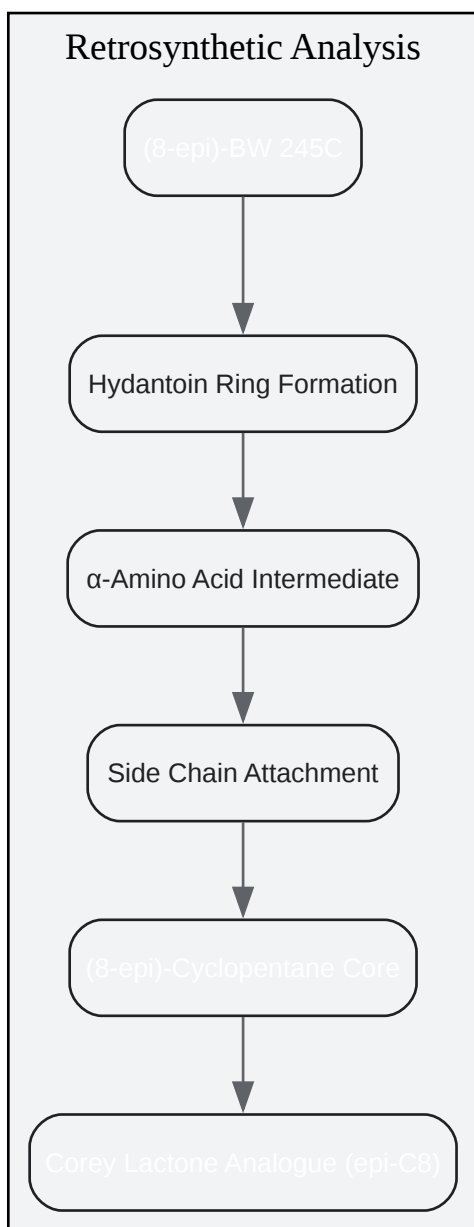 Retrosynthetic Analysis
(8-epi)-BW 245C
Hydantoin Ring Formation
α-Amino Acid Intermediate
Side Chain Attachment
(8-epi)-Cyclopentane Core
Corey Lactone Analogue (epi-C8)